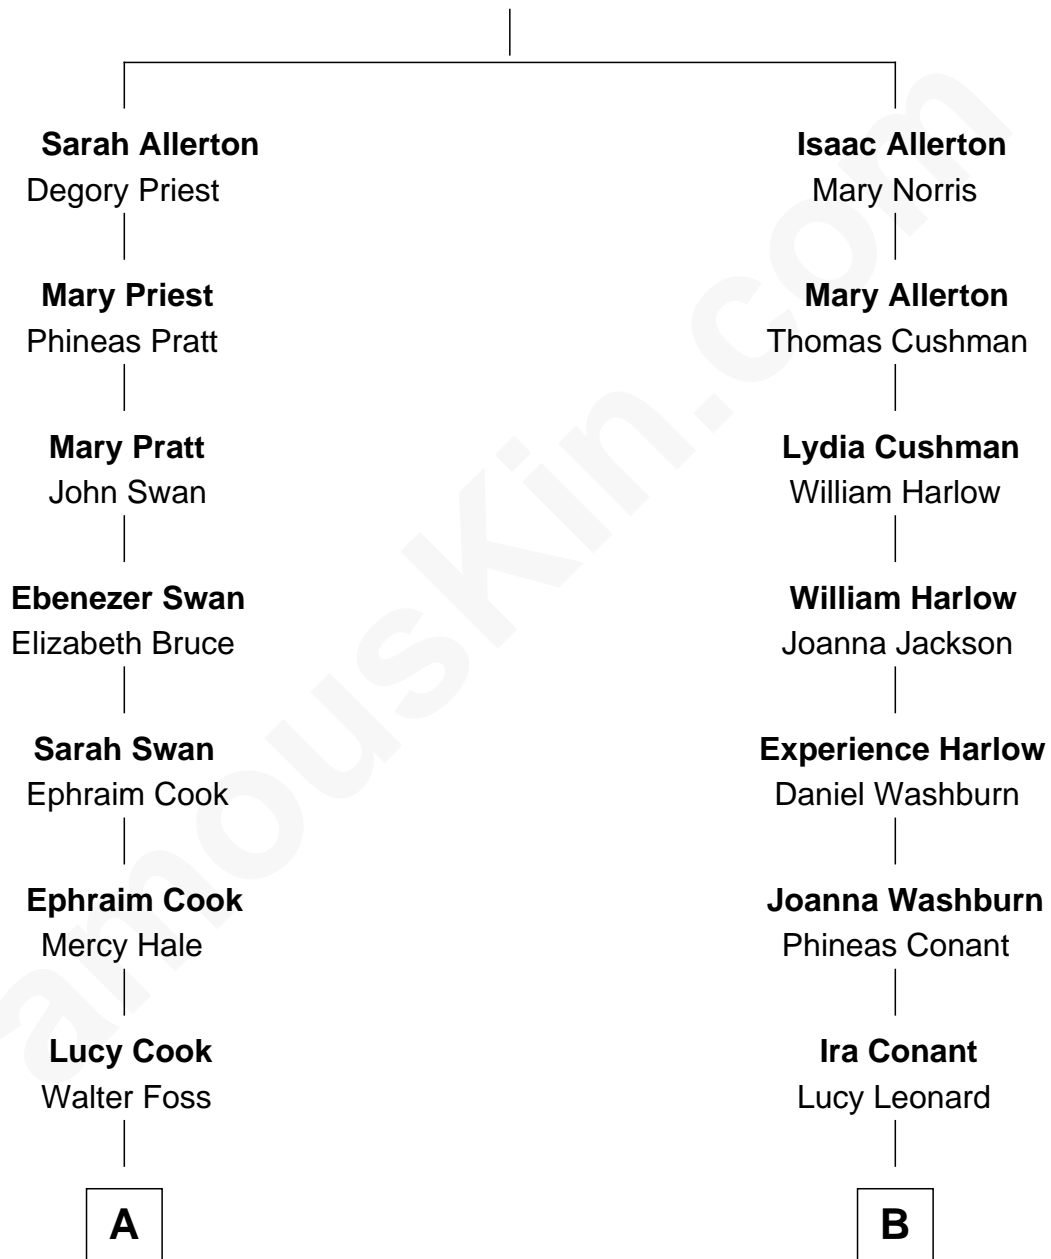 Sarah Allerton
Degory Priest
Mary Priest
Phineas Pratt
Mary Pratt
John Swan
Ebenezer Swan
Elizabeth Bruce
Sarah Swan
Ephraim Cook
Ephraim Cook
Mercy Hale
Lucy Cook
Walter Foss
A
Isaac Allerton
Mary Norris
Mary Allerton
Thomas Cushman
Lydia Cushman
William Harlow
William Harlow
Joanna Jackson
Experience Harlow
Daniel Washburn
Joanna Washburn
Phineas Conant
Ira Conant
Lucy Leonard
B
amouskin.com